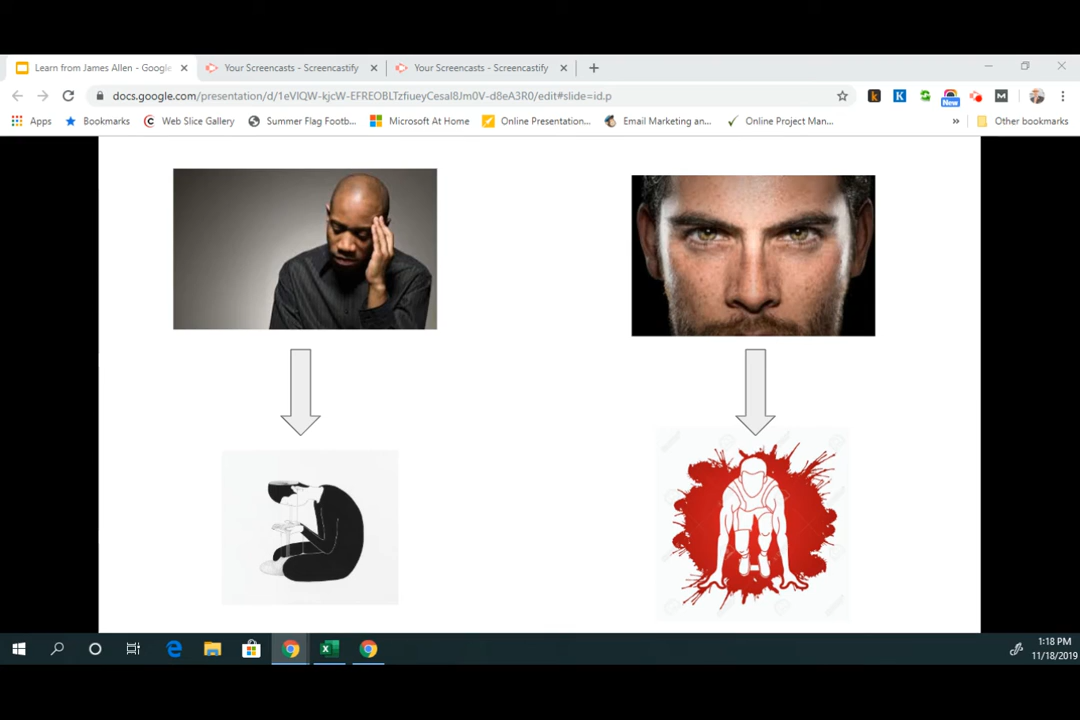 Learn from James Allen - Google
Your Screencasts - Screencastify
Your Screencasts - Screencastify
docs.google.com/presentation/d/1eVlQW-kjcW-EFREOBLTzfiueyCesal8Jm0V-d8eA3R0/edit#slide=id.p
k
K
New
M
Apps
Bookmarks
Web Slice Gallery
Summer Flag Footb...
Microsoft At Home
Online Presentation...
Email Marketing an...
Online Project Man...
»
Other bookmarks
1:18 PM
11/18/2019